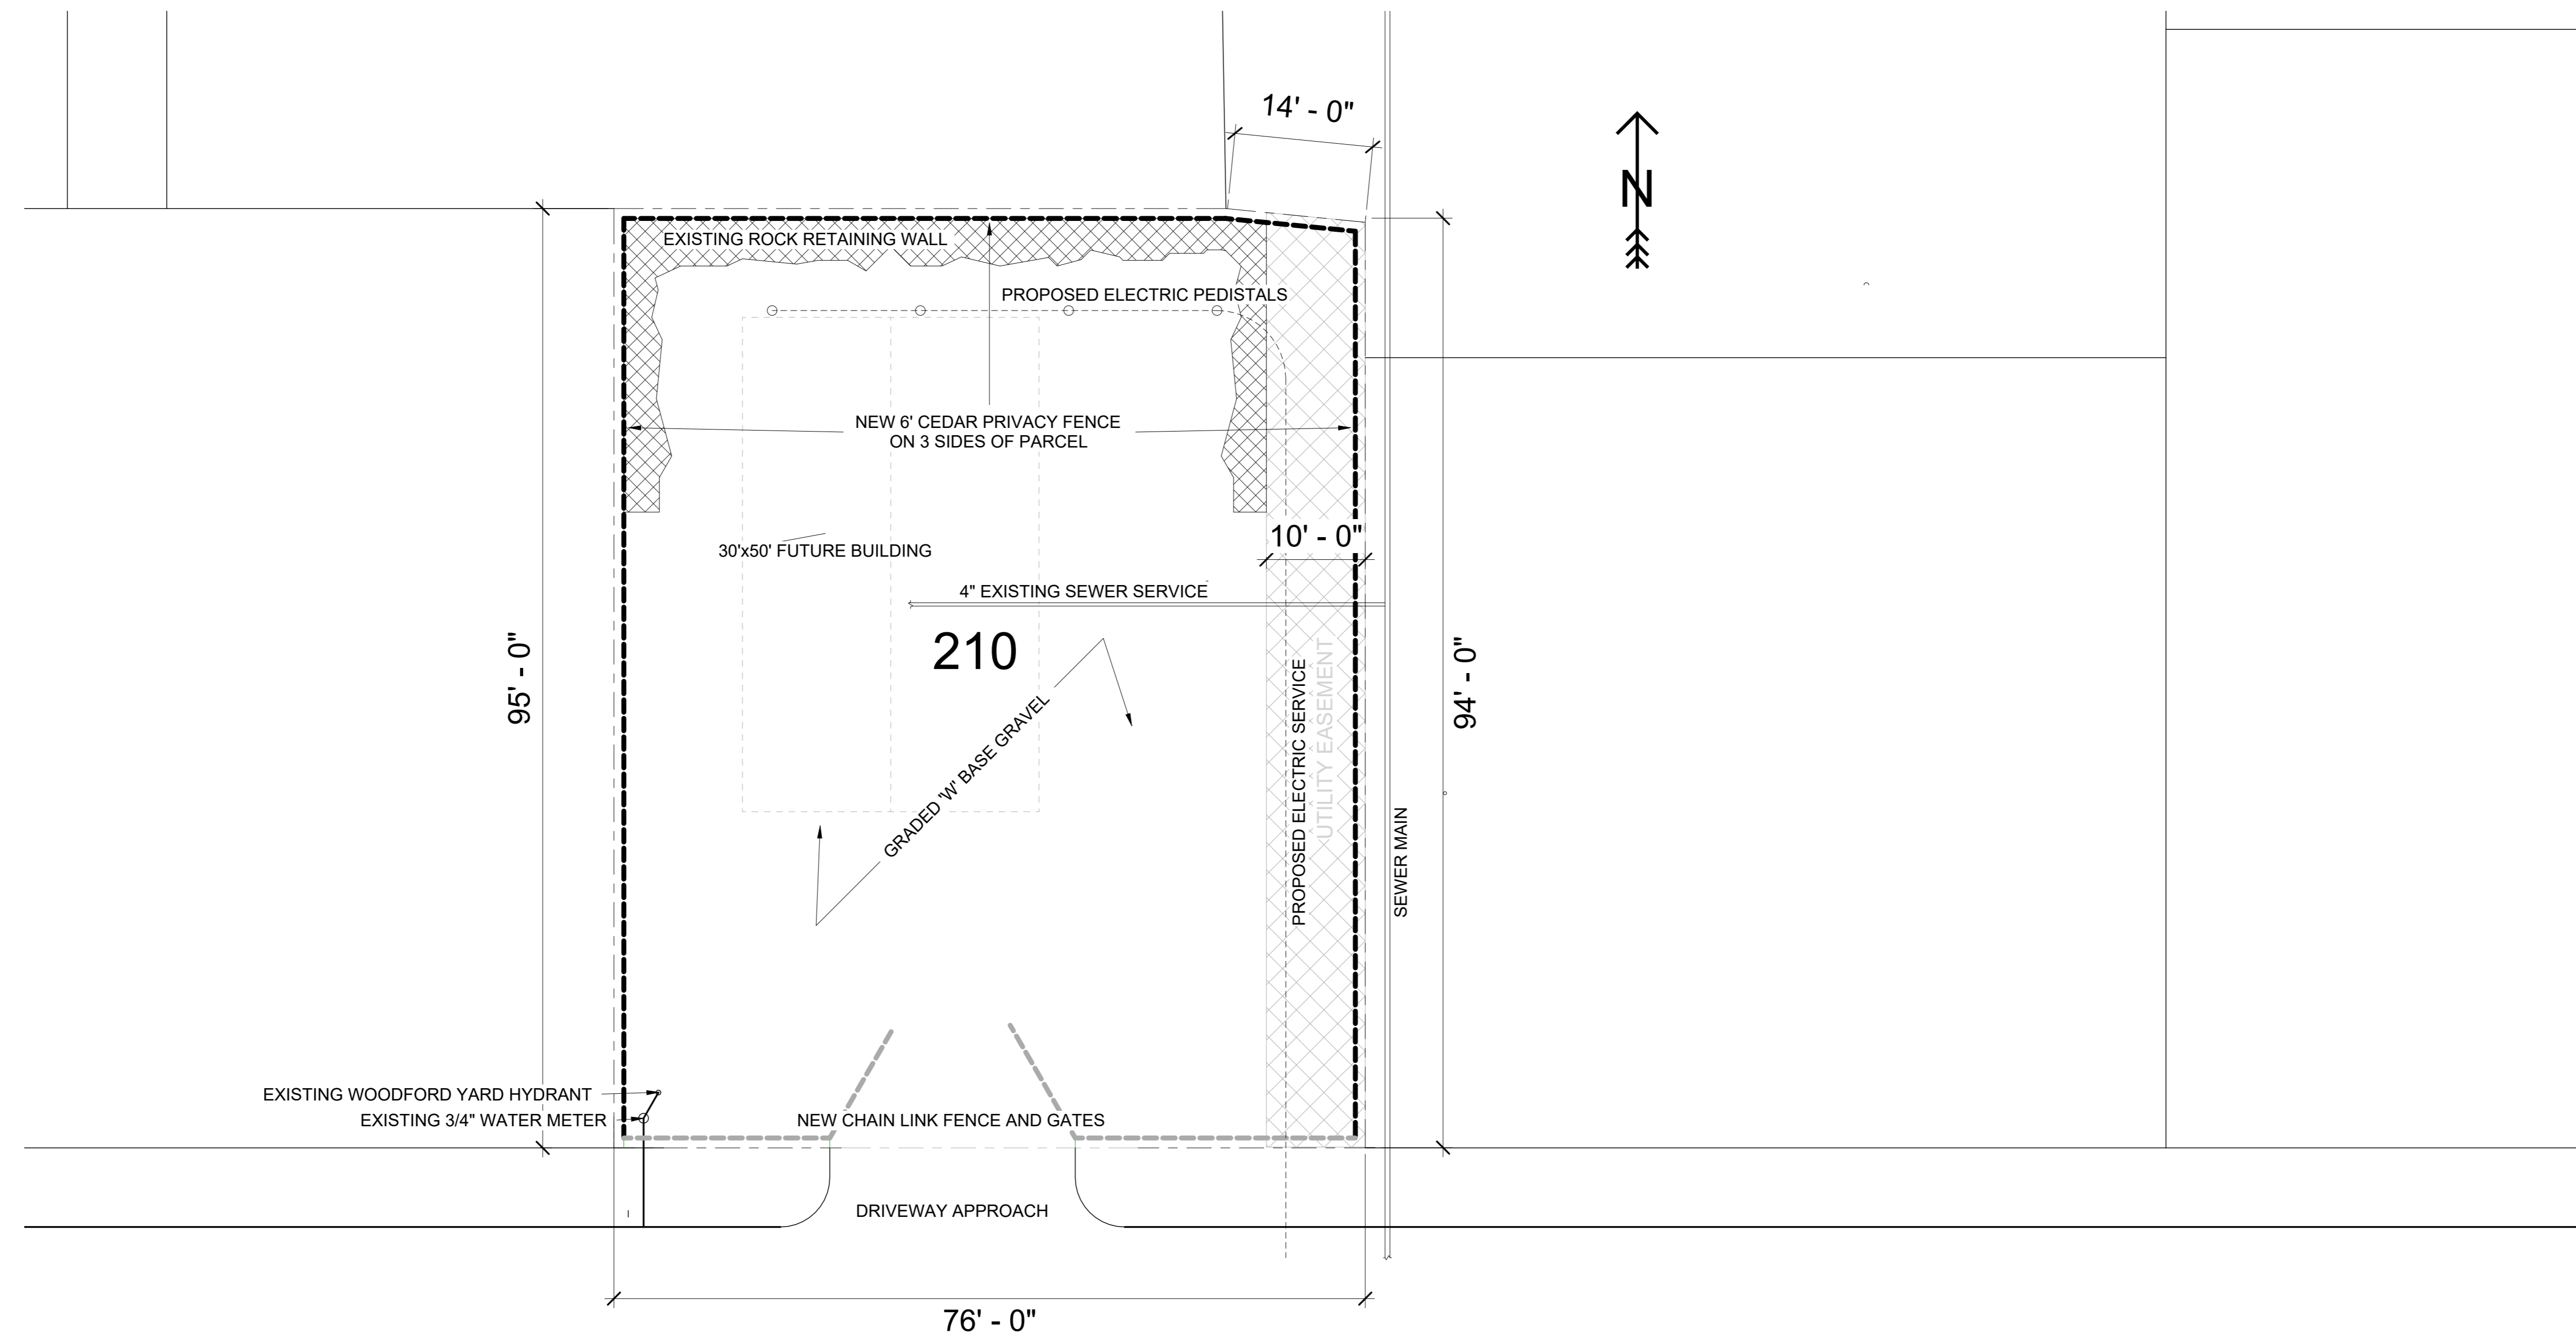 14' - 0"
N
EXISTING ROCK RETAINING WALL
PROPOSED ELECTRIC PEDISTALS
NEW 6' CEDAR PRIVACY FENCE
ON 3 SIDES OF PARCEL
10' - 0"
30'x50' FUTURE BUILDING
4" EXISTING SEWER SERVICE
210
95' - 0"
94' - 0"
GRADED 'W' BASE GRAVEL
PROPOSED ELECTRIC SERVICE
UTILITY EASEMENT
SEWER MAIN
EXISTING WOODFORD YARD HYDRANT
EXISTING 3/4" WATER METER
NEW CHAIN LINK FENCE AND GATES
DRIVEWAY APPROACH
76' - 0"